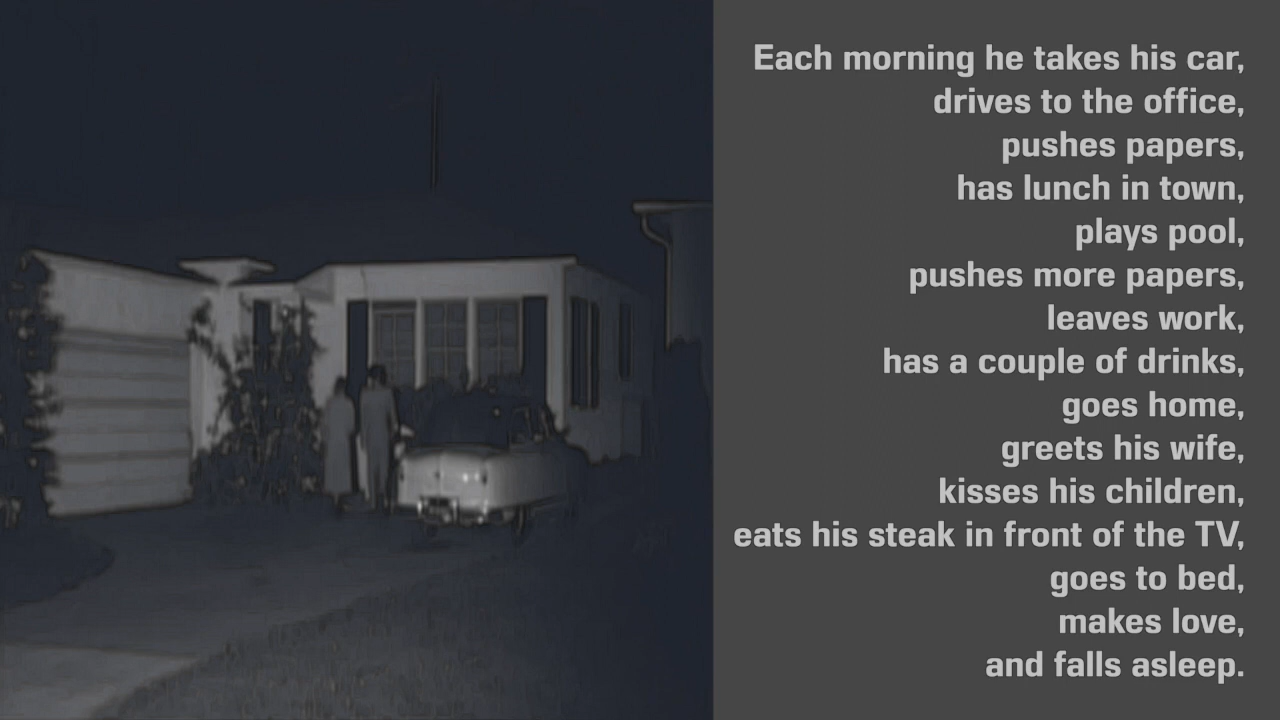 Each morning he takes his car,
drives to the office,
pushes papers,
has lunch in town,
plays pool,
pushes more papers,
leaves work,
has a couple of drinks,
goes home,
greets his wife,
kisses his children,
eats his steak in front of the TV,
goes to bed,
makes love,
and falls asleep.